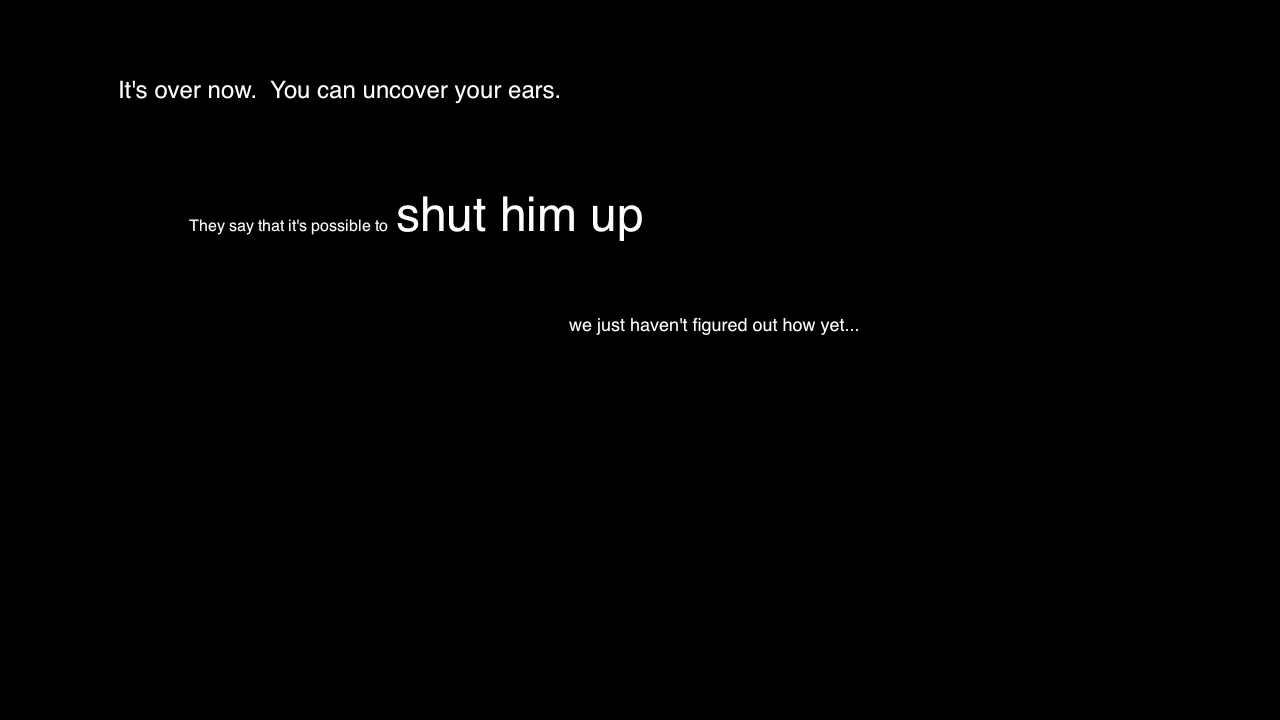 It's over now.  You can uncover your ears.
They say that it's possible to shut him up
we just haven't figured out how yet...